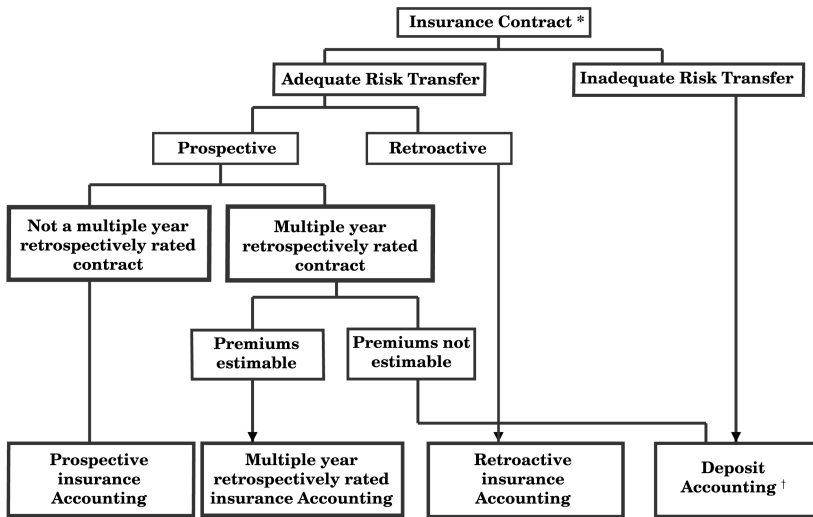 Insurance Contract *
Adequate Risk Transfer
Inadequate Risk Transfer
Prospective
Retroactive
Not a multiple year
retrospectively rated
contract
Multiple year
retrospectively rated
contract
Premiums
estimable
Premiums not
estimable
Prospective
insurance
Accounting
Multiple year
retrospectively rated
insurance Accounting
Retroactive
insurance
Accounting
Deposit
Accounting †